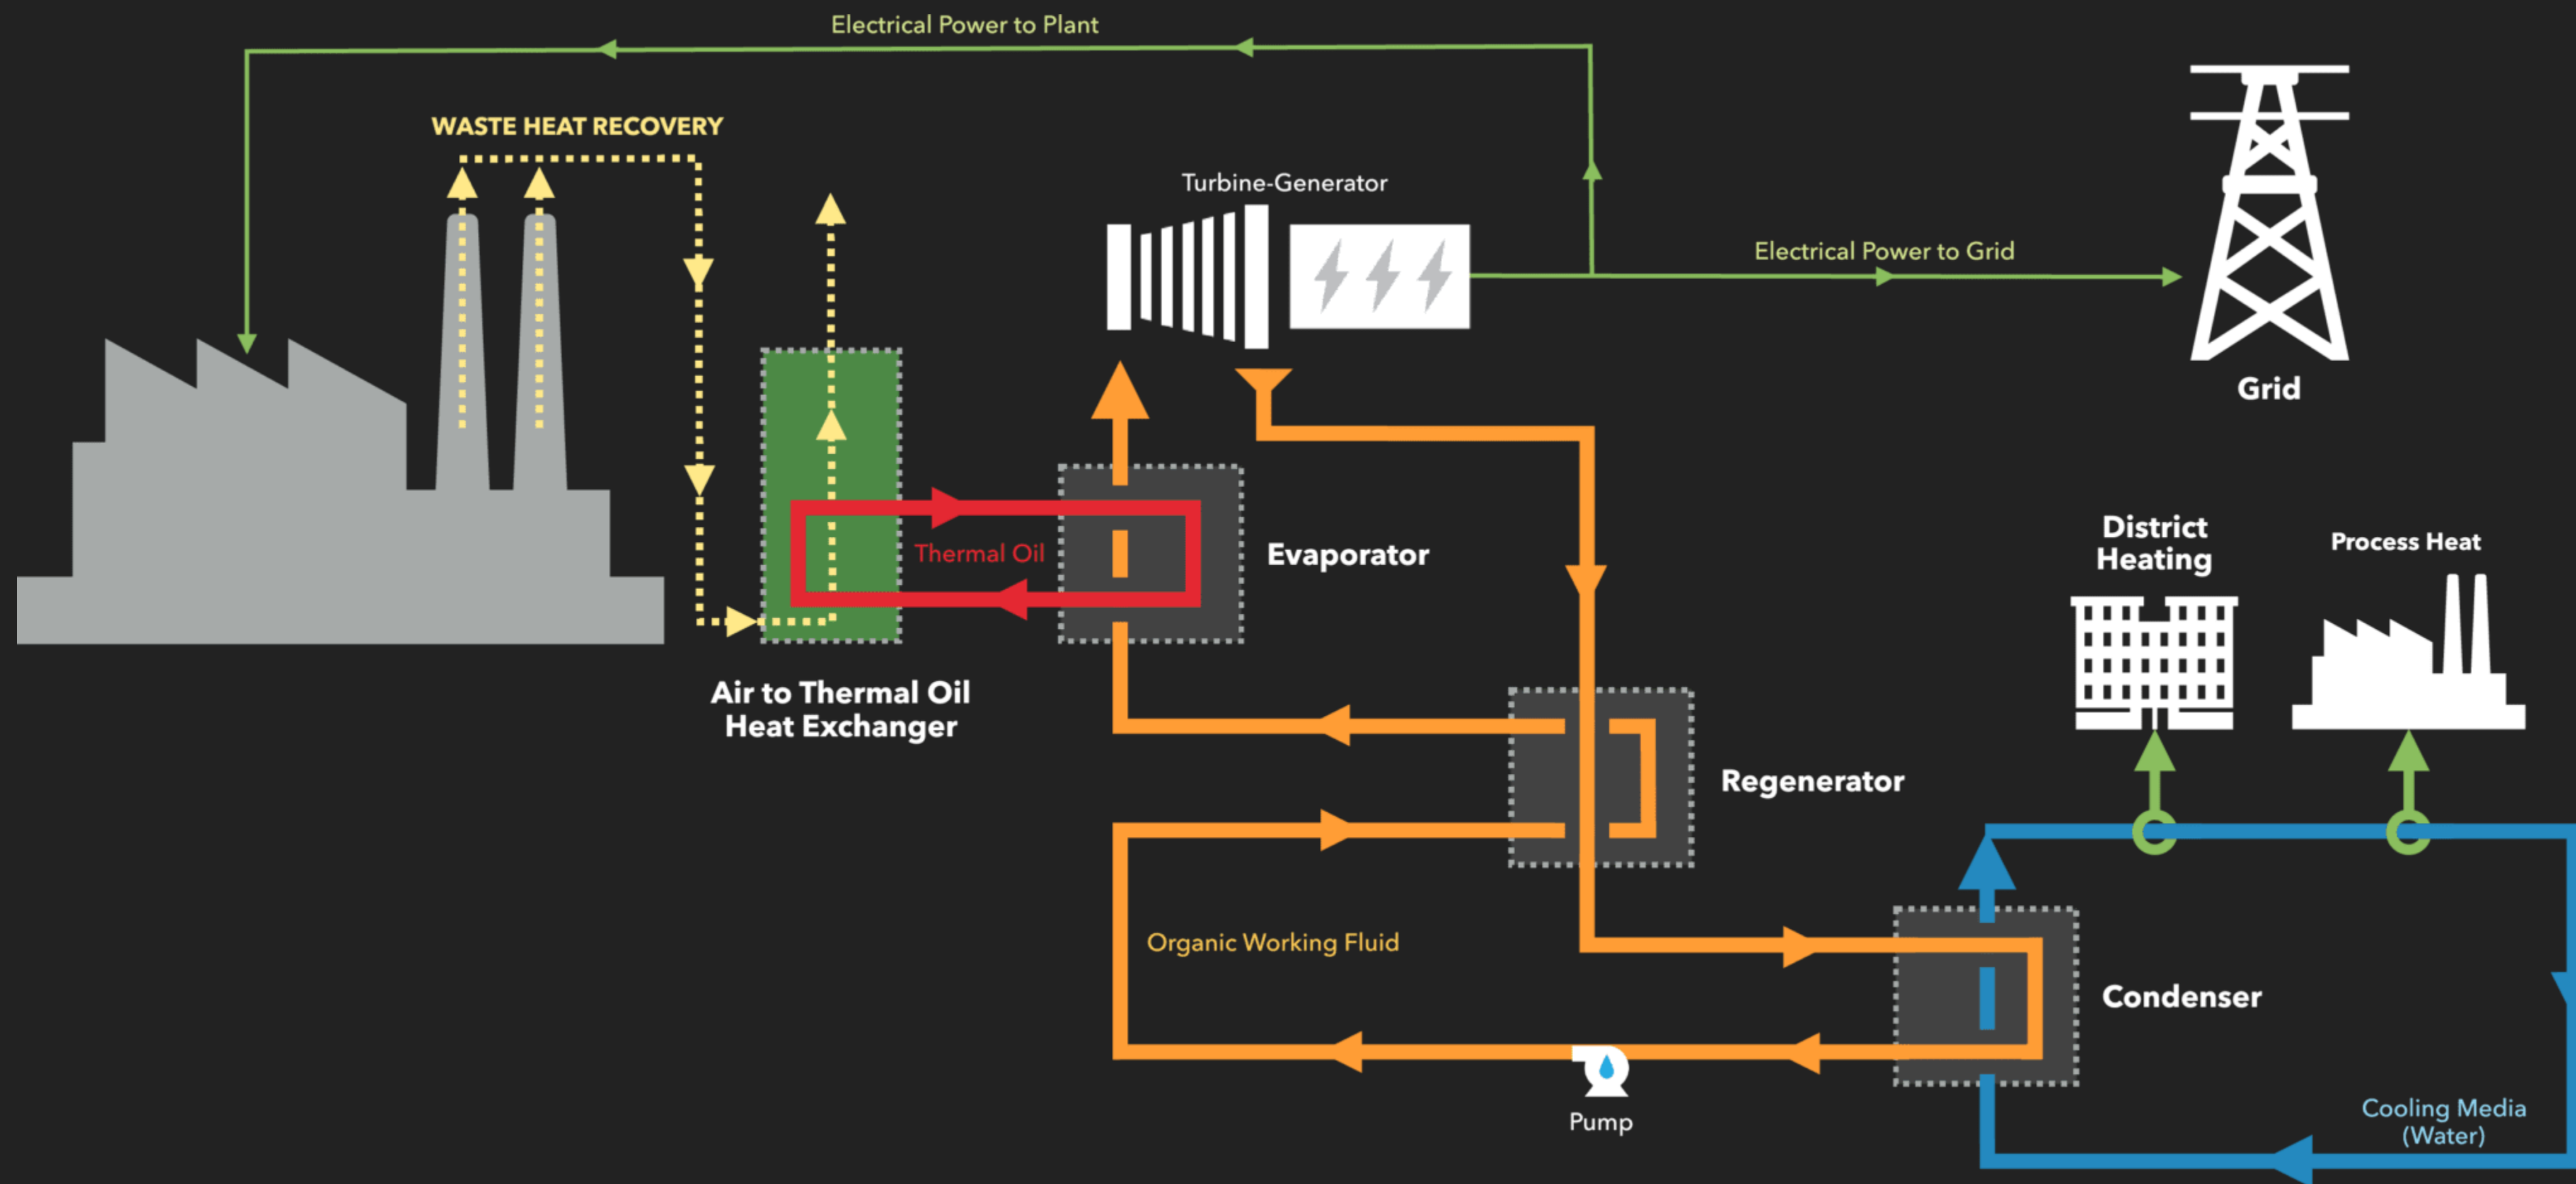 Electrical Power to Plant
WASTE HEAT RECOVERY
Turbine-Generator
Electrical Power to Grid
Grid
Thermal Oil
Evaporator
District
Heating
Process Heat
Air to Thermal Oil
Heat Exchanger
Regenerator
Organic Working Fluid
Condenser
Pump
Cooling Media
(Water)